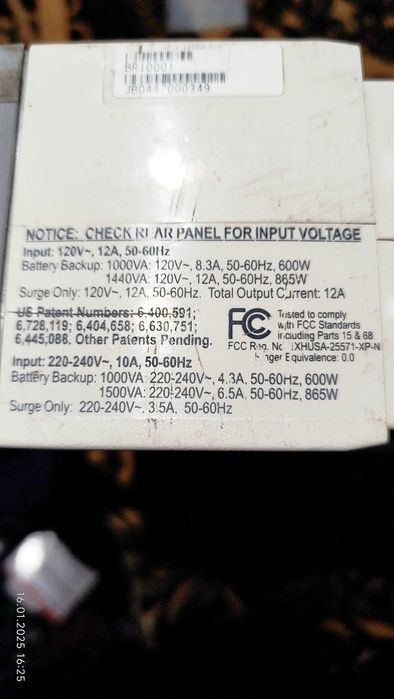 BR10001
JB0447000349
NOTICE: CHECK REAR PANEL FOR INPUT VOLTAGE
Input: 120V~, 12A, 50-60Hz
Battery Backup: 1000VA: 120V~, 8.3A, 50-60Hz, 600W
1440VA: 120V~, 12A, 50-60Hz, 865W
Surge Only: 120V~, 12A, 50-60Hz. Total Output Current: 12A
US Patent Numbers: 6,400,591;
6,728,119; 6,404,658; 6,630,751;
6,445,088. Other Patents Pending.
FC
Tested to comply
with FCC Standards
Including Parts 15 & 68
FCC Reg. No XHUSA-25571-XP-N
Ringer Equivalence: 0.0
Input: 220-240V~, 10A, 50-60Hz
Battery Backup: 1000VA 220-240V~, 4.3A, 50-60Hz, 600W
1500VA: 220-240V~, 6.5A, 50-60Hz, 865W
Surge Only: 220-240V~, 3.5A, 50-60Hz
16.01.2025 16:25